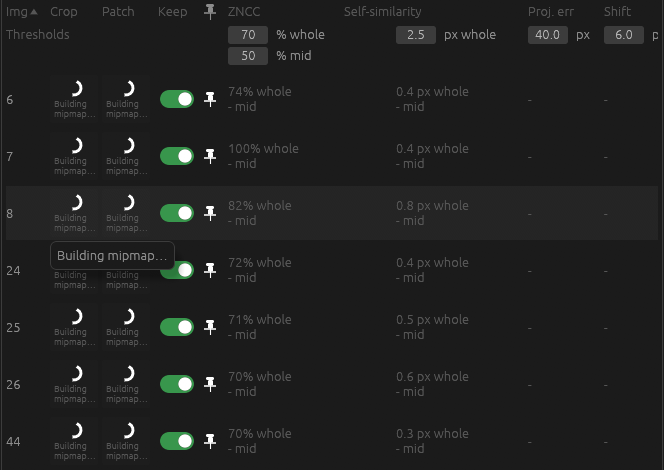 Img Crop Patch Keep ZNCC Self-similarity Proj. err Shift
Thresholds 70 % whole 2.5 px whole 40.0 px 6.0 p
50 % mid
6 Building mipmap... Building mipmap... 74% whole 0.4 px whole - -
- mid - mid
7 Building mipmap... Building mipmap... 100% whole 0.4 px whole - -
- mid - mid
8 Building mipmap... Building mipmap... 82% whole 0.8 px whole - -
- mid - mid
Building mipmap...
24 Building mipmap... Building mipmap... 72% whole 0.4 px whole - -
- mid - mid
25 Building mipmap... Building mipmap... 71% whole 0.5 px whole - -
- mid - mid
26 Building mipmap... Building mipmap... 70% whole 0.6 px whole - -
- mid - mid
44 Building mipmap... Building mipmap... 70% whole 0.3 px whole - -
- mid - mid